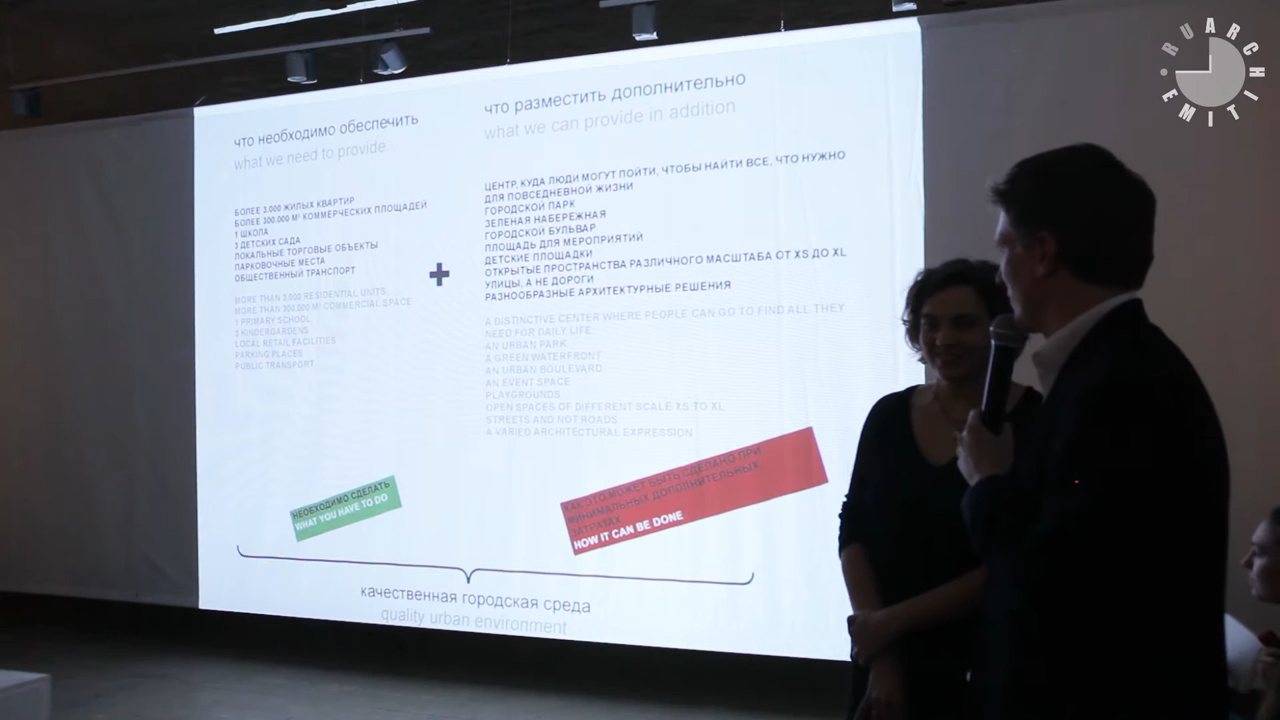 что необходимо обеспечить
what we need to provide
БОЛЕЕ 3.000 ЖИЛЫХ КВАРТИР
БОЛЕЕ 300.000 М² КОММЕРЧЕСКИХ ПЛОЩАДЕЙ
1 ШКОЛА
3 ДЕТСКИХ САДА
ЛОКАЛЬНЫЕ ТОРГОВЫЕ ОБЪЕКТЫ
ПАРКОВОЧНЫЕ МЕСТА
ОБЩЕСТВЕННЫЙ ТРАНСПОРТ
MORE THAN 3.000 RESIDENTIAL UNITS
MORE THAN 300.000 M² COMMERCIAL SPACE
1 PRIMARY SCHOOL
3 KINDERGARDENS
LOCAL RETAIL FACILITIES
PARKING PLACES
PUBLIC TRANSPORT
+
что разместить дополнительно
what we can provide in addition
ЦЕНТР, КУДА ЛЮДИ МОГУТ ПОЙТИ, ЧТОБЫ НАЙТИ ВСЕ, ЧТО НУЖНО
ДЛЯ ПОВСЕДНЕВНОЙ ЖИЗНИ
ГОРОДСКОЙ ПАРК
ЗЕЛЕНАЯ НАБЕРЕЖНАЯ
ГОРОДСКОЙ БУЛЬВАР
ПЛОЩАДЬ ДЛЯ МЕРОПРИЯТИЙ
ДЕТСКИЕ ПЛОЩАДКИ
ОТКРЫТЫЕ ПРОСТРАНСТВА РАЗЛИЧНОГО МАСШТАБА ОТ XS ДО XL
УЛИЦЫ, А НЕ ДОРОГИ
РАЗНООБРАЗНЫЕ АРХИТЕКТУРНЫЕ РЕШЕНИЯ
A DISTINCTIVE CENTER WHERE PEOPLE CAN GO TO FIND ALL THEY
NEED FOR DAILY LIFE
AN URBAN PARK
A GREEN WATERFRONT
AN URBAN BOULEVARD
AN EVENT SPACE
PLAYGROUNDS
OPEN SPACES OF DIFFERENT SCALE XS TO XL
STREETS AND NOT ROADS
A VARIED ARCHITECTURAL EXPRESSION
НЕОБХОДИМО СДЕЛАТЬ
WHAT YOU HAVE TO DO
КАК ЭТО МОЖЕТ БЫТЬ СДЕЛАНО ПРИ
МИНИМАЛЬНЫХ ДОПОЛНИТЕЛЬНЫХ
ЗАТРАТАХ
HOW IT CAN BE DONE
качественная городская среда
quality urban environment
RUARCH
TIME